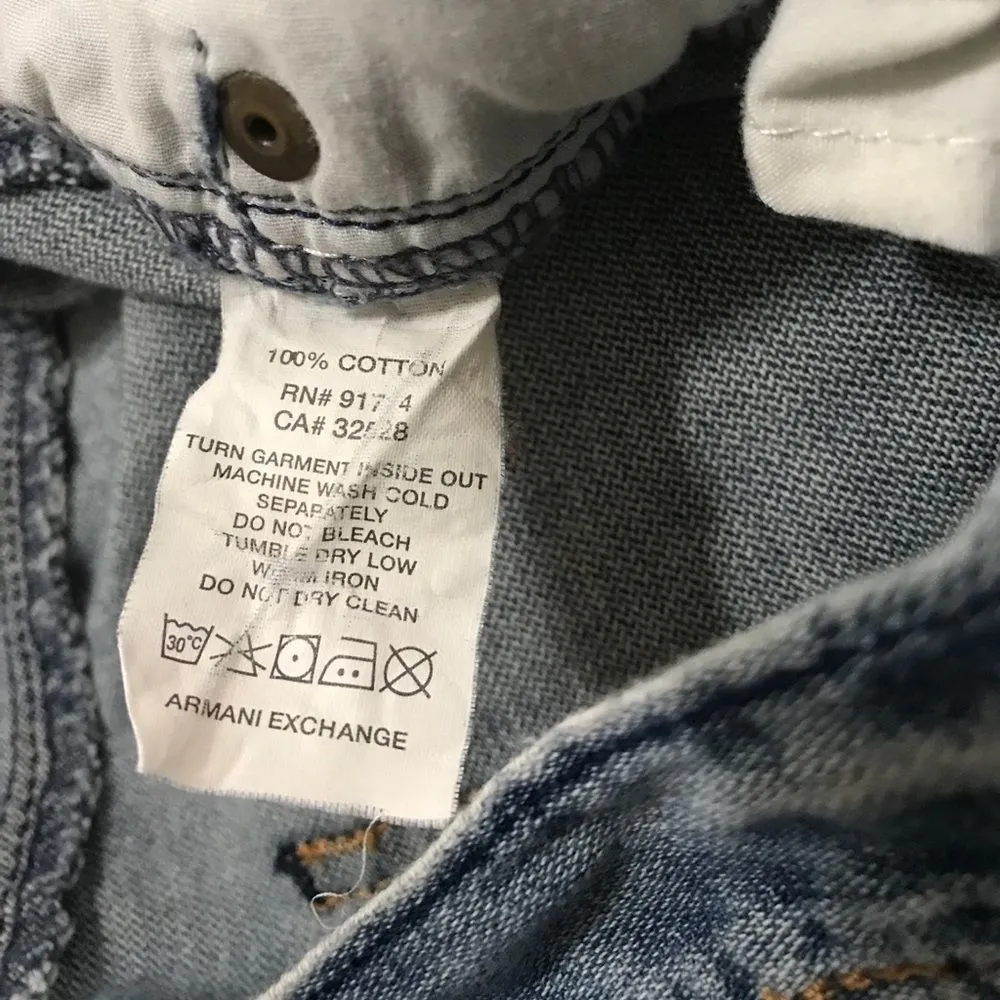 100% COTTON
RN#
CA#
TURN GARMENT INSIDE OUT
MACHINE WASH COLD
SEPARATELY
DO NOT BLEACH
TUMBLE DRY LOW
WARM IRON
DO NOT DRY CLEAN
30°C
ARMANI EXCHANGE